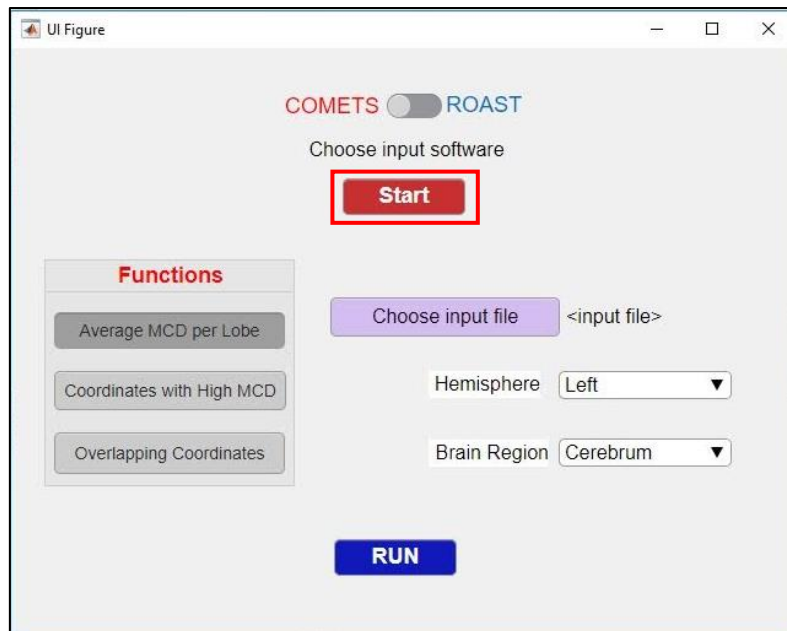 UI Figure
COMETS ROAST
Choose input software
Start
Functions
Average MCD per Lobe
Coordinates with High MCD
Overlapping Coordinates
Choose input file <input file>
Hemisphere Left
Brain Region Cerebrum
RUN